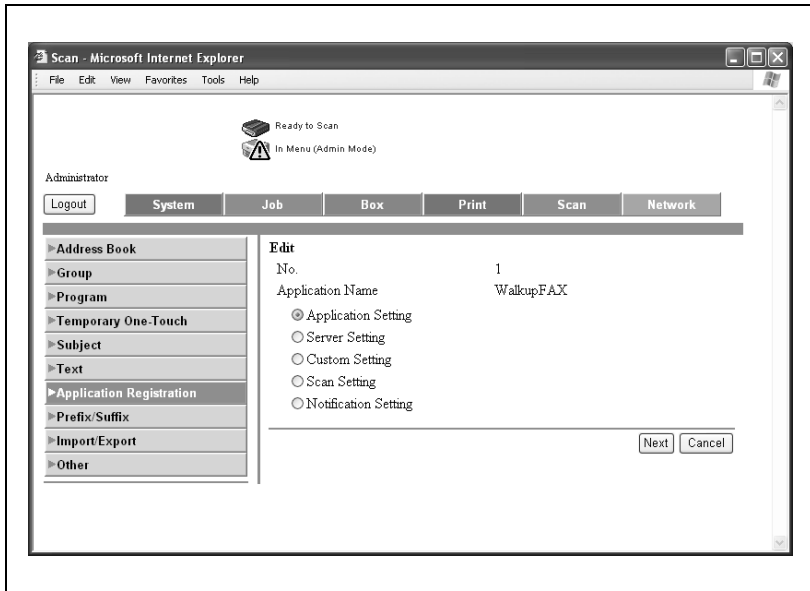 Scan - Microsoft Internet Explorer
File Edit View Favorites Tools Help
Ready to Scan
In Menu (Admin Mode)
Administrator
Logout System Job Box Print Scan Network
Address Book
Group
Program
Temporary One-Touch
Subject
Text
Application Registration
Prefix/Suffix
Import/Export
Other
Edit
No. 1
Application Name WalkupFAX
Application Setting
Server Setting
Custom Setting
Scan Setting
Notification Setting
Next Cancel